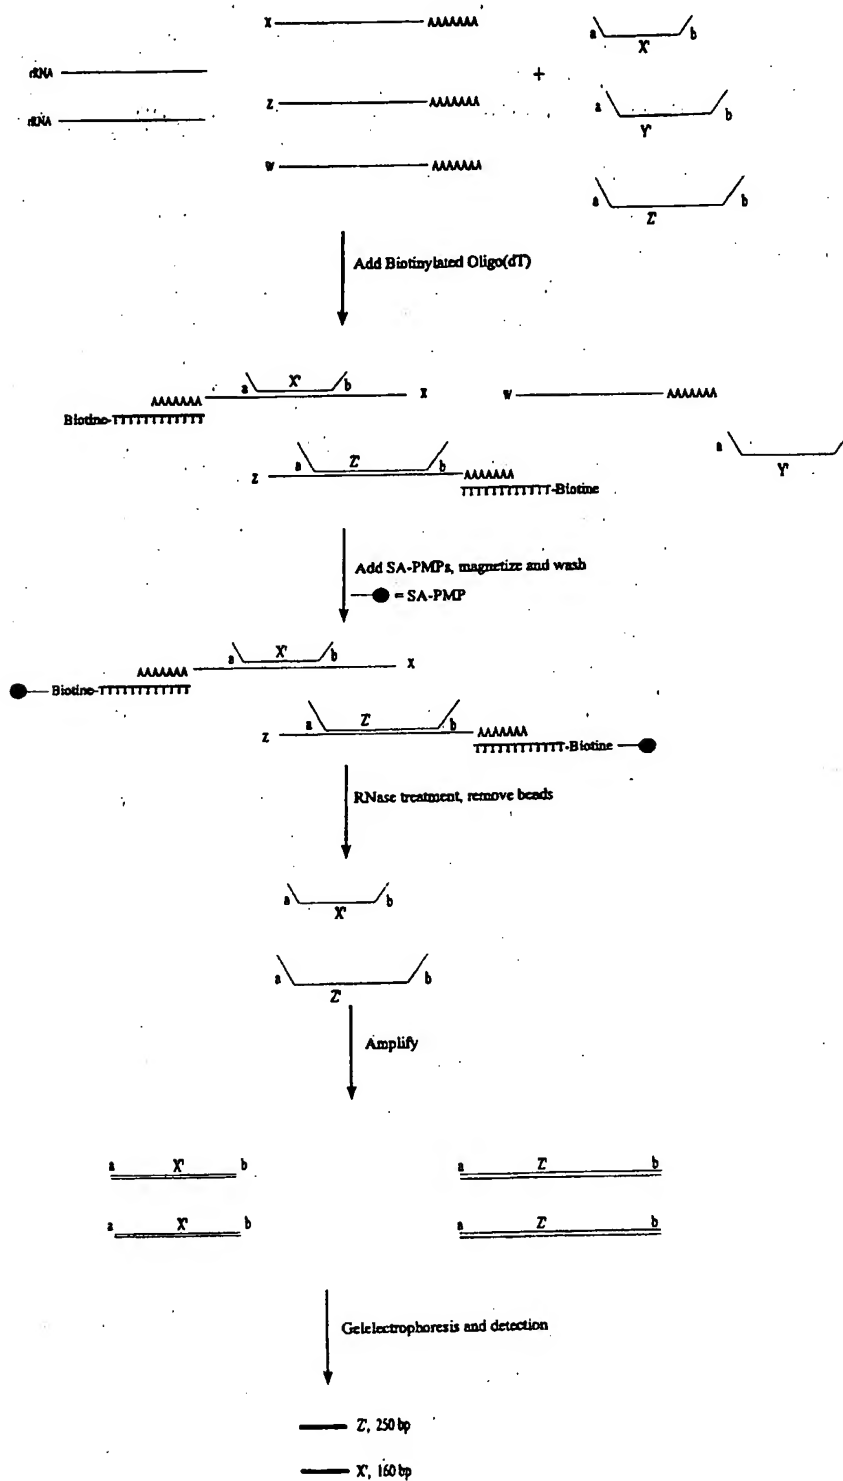 X AAAAAAA
a X' b
rRNA
+
Z AAAAAAA
a Y' b
rRNA
W AAAAAAA
a Z' b
Add Biotinylated Oligo(dT)
a X' b
AAAAAAA X
Biotine-TTTTTTTTTTT
W AAAAAAA
a Z' b
Z AAAAAAA
TTTTTTTTTTT-Biotine
a Y'
Add SA-PMPs, magnetize and wash
= SA-PMP
a X' b
AAAAAAA X
Biotine-TTTTTTTTTTT
a Z' b
Z AAAAAAA
TTTTTTTTTTT-Biotine
RNase treatment, remove beads
a X' b
a Z' b
Amplify
a X' b
a Z' b
a X' b
a Z' b
Gelelectrophoresis and detection
Z', 250 bp
X', 160 bp